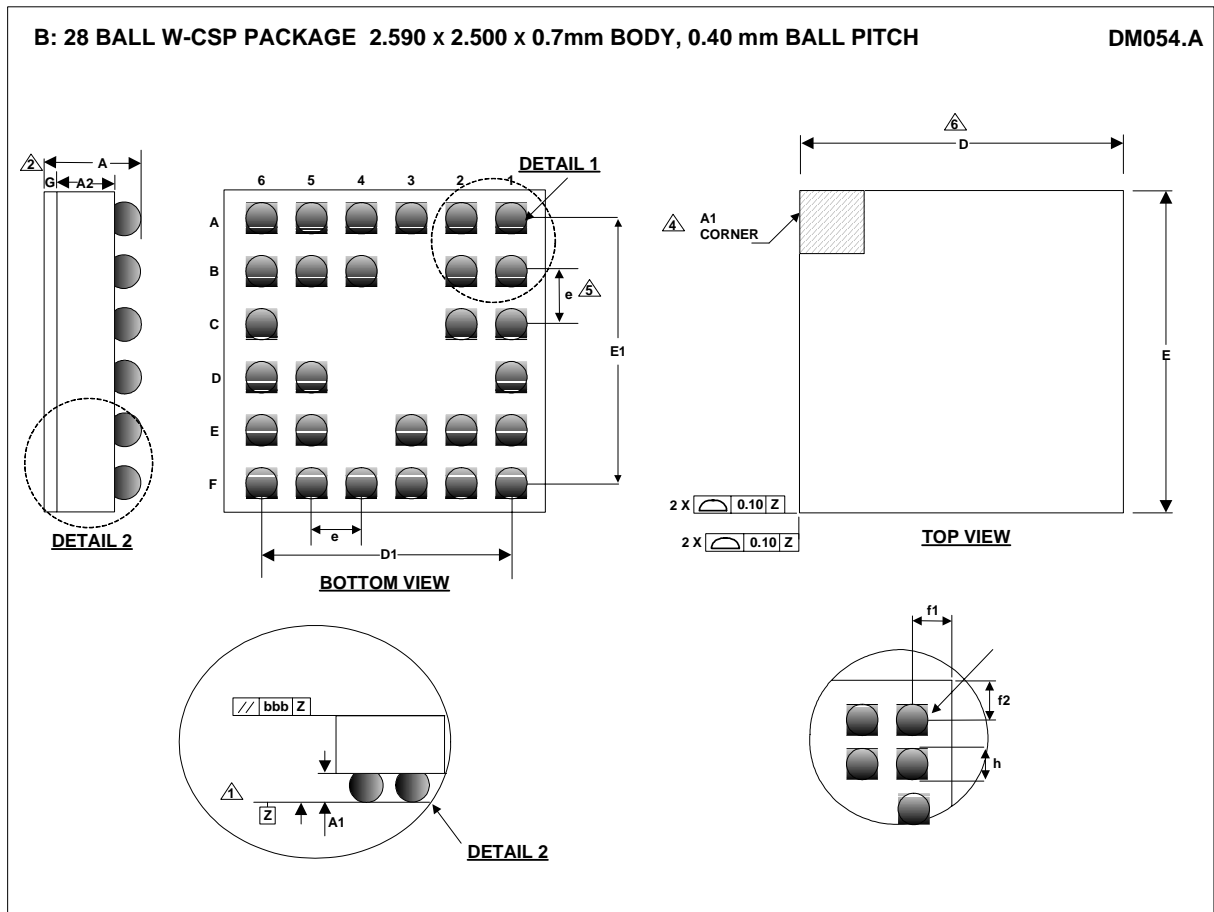 B: 28 BALL W-CSP PACKAGE 2.590 x 2.500 x 0.7mm BODY, 0.40 mm BALL PITCH
DM054.A
2
A
G
A2
DETAIL 2
6 5 4 3 2 1
DETAIL 1
A
B
C
D
E
F
e
5
E1
e
D1
BOTTOM VIEW
6
D
4
A1
CORNER
E
2 X 0.10 Z
2 X 0.10 Z
TOP VIEW
// bbb Z
1
Z
A1
DETAIL 2
f1
f2
h